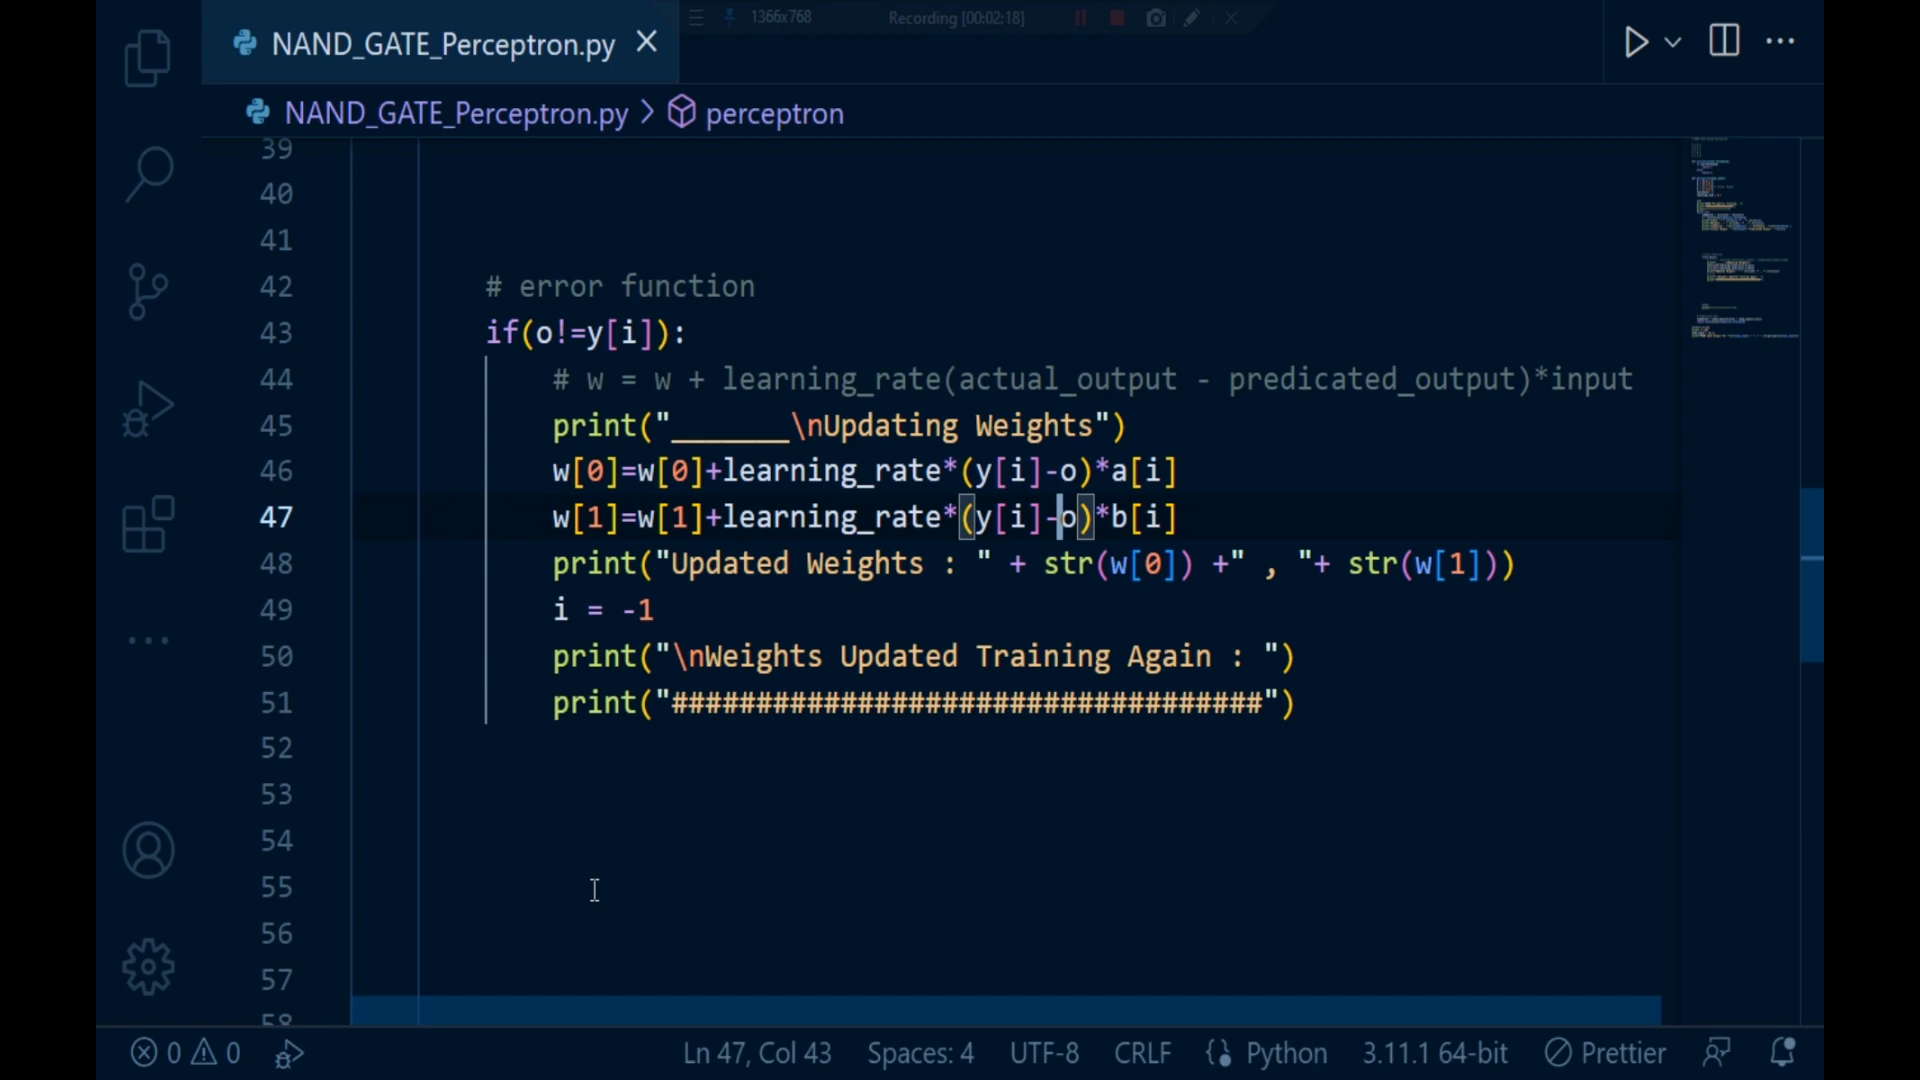 1366x768 Recording [00:02:18]
NAND_GATE_Perceptron.py
NAND_GATE_Perceptron.py > perceptron
39
40
41
42 # error function
43 if(o!=y[i]):
44 # w = w + learning_rate(actual_output - predicated_output)*input
45 print("_______\nUpdating Weights")
46 w[0]=w[0]+learning_rate*(y[i]-o)*a[i]
47 w[1]=w[1]+learning_rate*(y[i]-o)*b[i]
48 print("Updated Weights : " + str(w[0]) +" , "+ str(w[1]))
49 i = -1
50 print("\nWeights Updated Training Again : ")
51 print("###################################")
52
53
54
55
56
57
58
0 0 Ln 47, Col 43 Spaces: 4 UTF-8 CRLF Python 3.11.1 64-bit Prettier